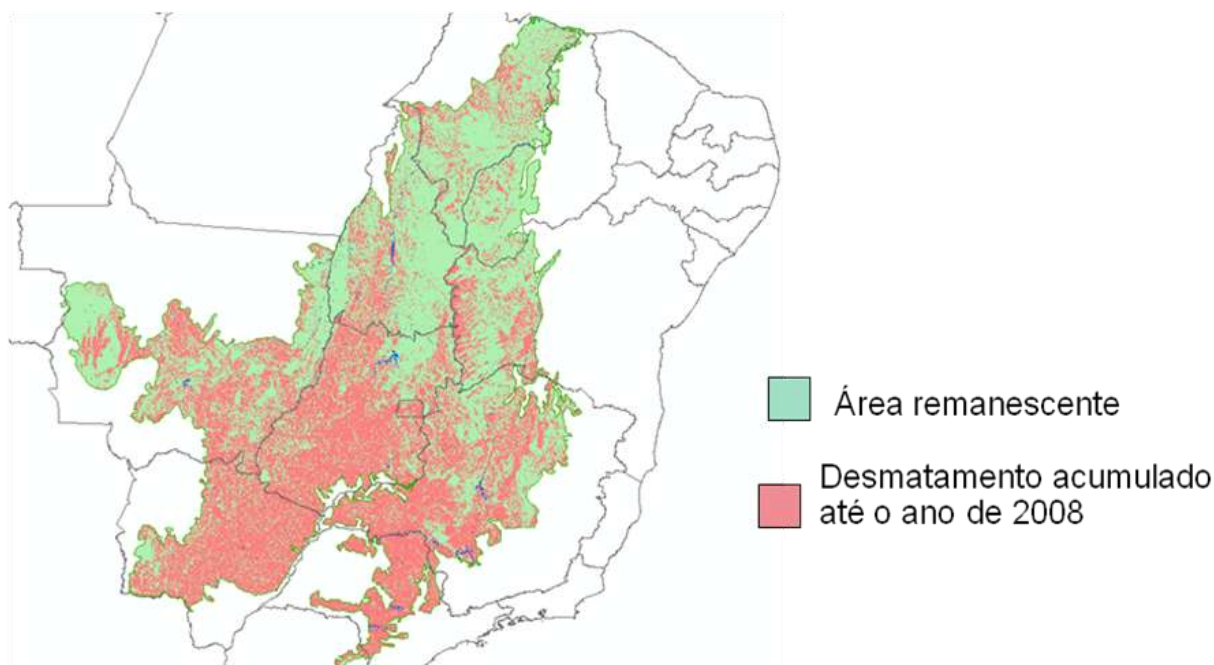 Área remanescente
Desmatamento acumulado
até o ano de 2008